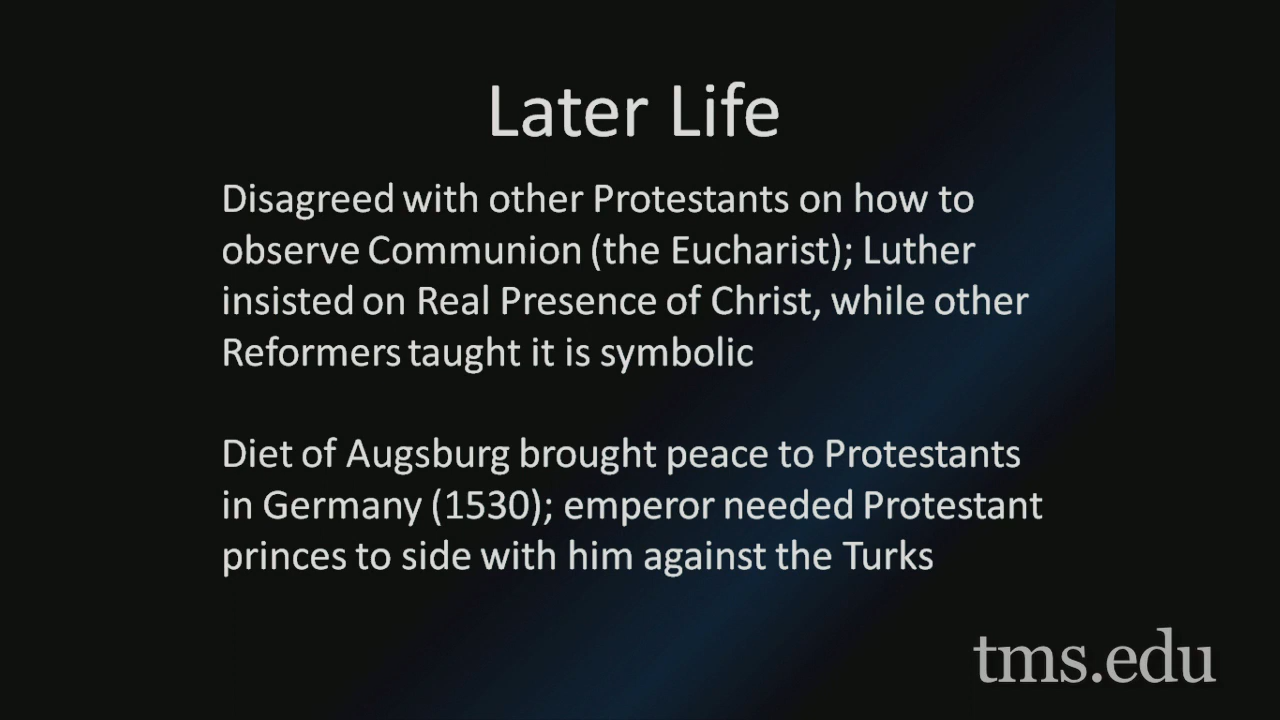 Later Life
Disagreed with other Protestants on how to
observe Communion (the Eucharist); Luther
insisted on Real Presence of Christ, while other
Reformers taught it is symbolic
Diet of Augsburg brought peace to Protestants
in Germany (1530); emperor needed Protestant
princes to side with him against the Turks
tms.edu